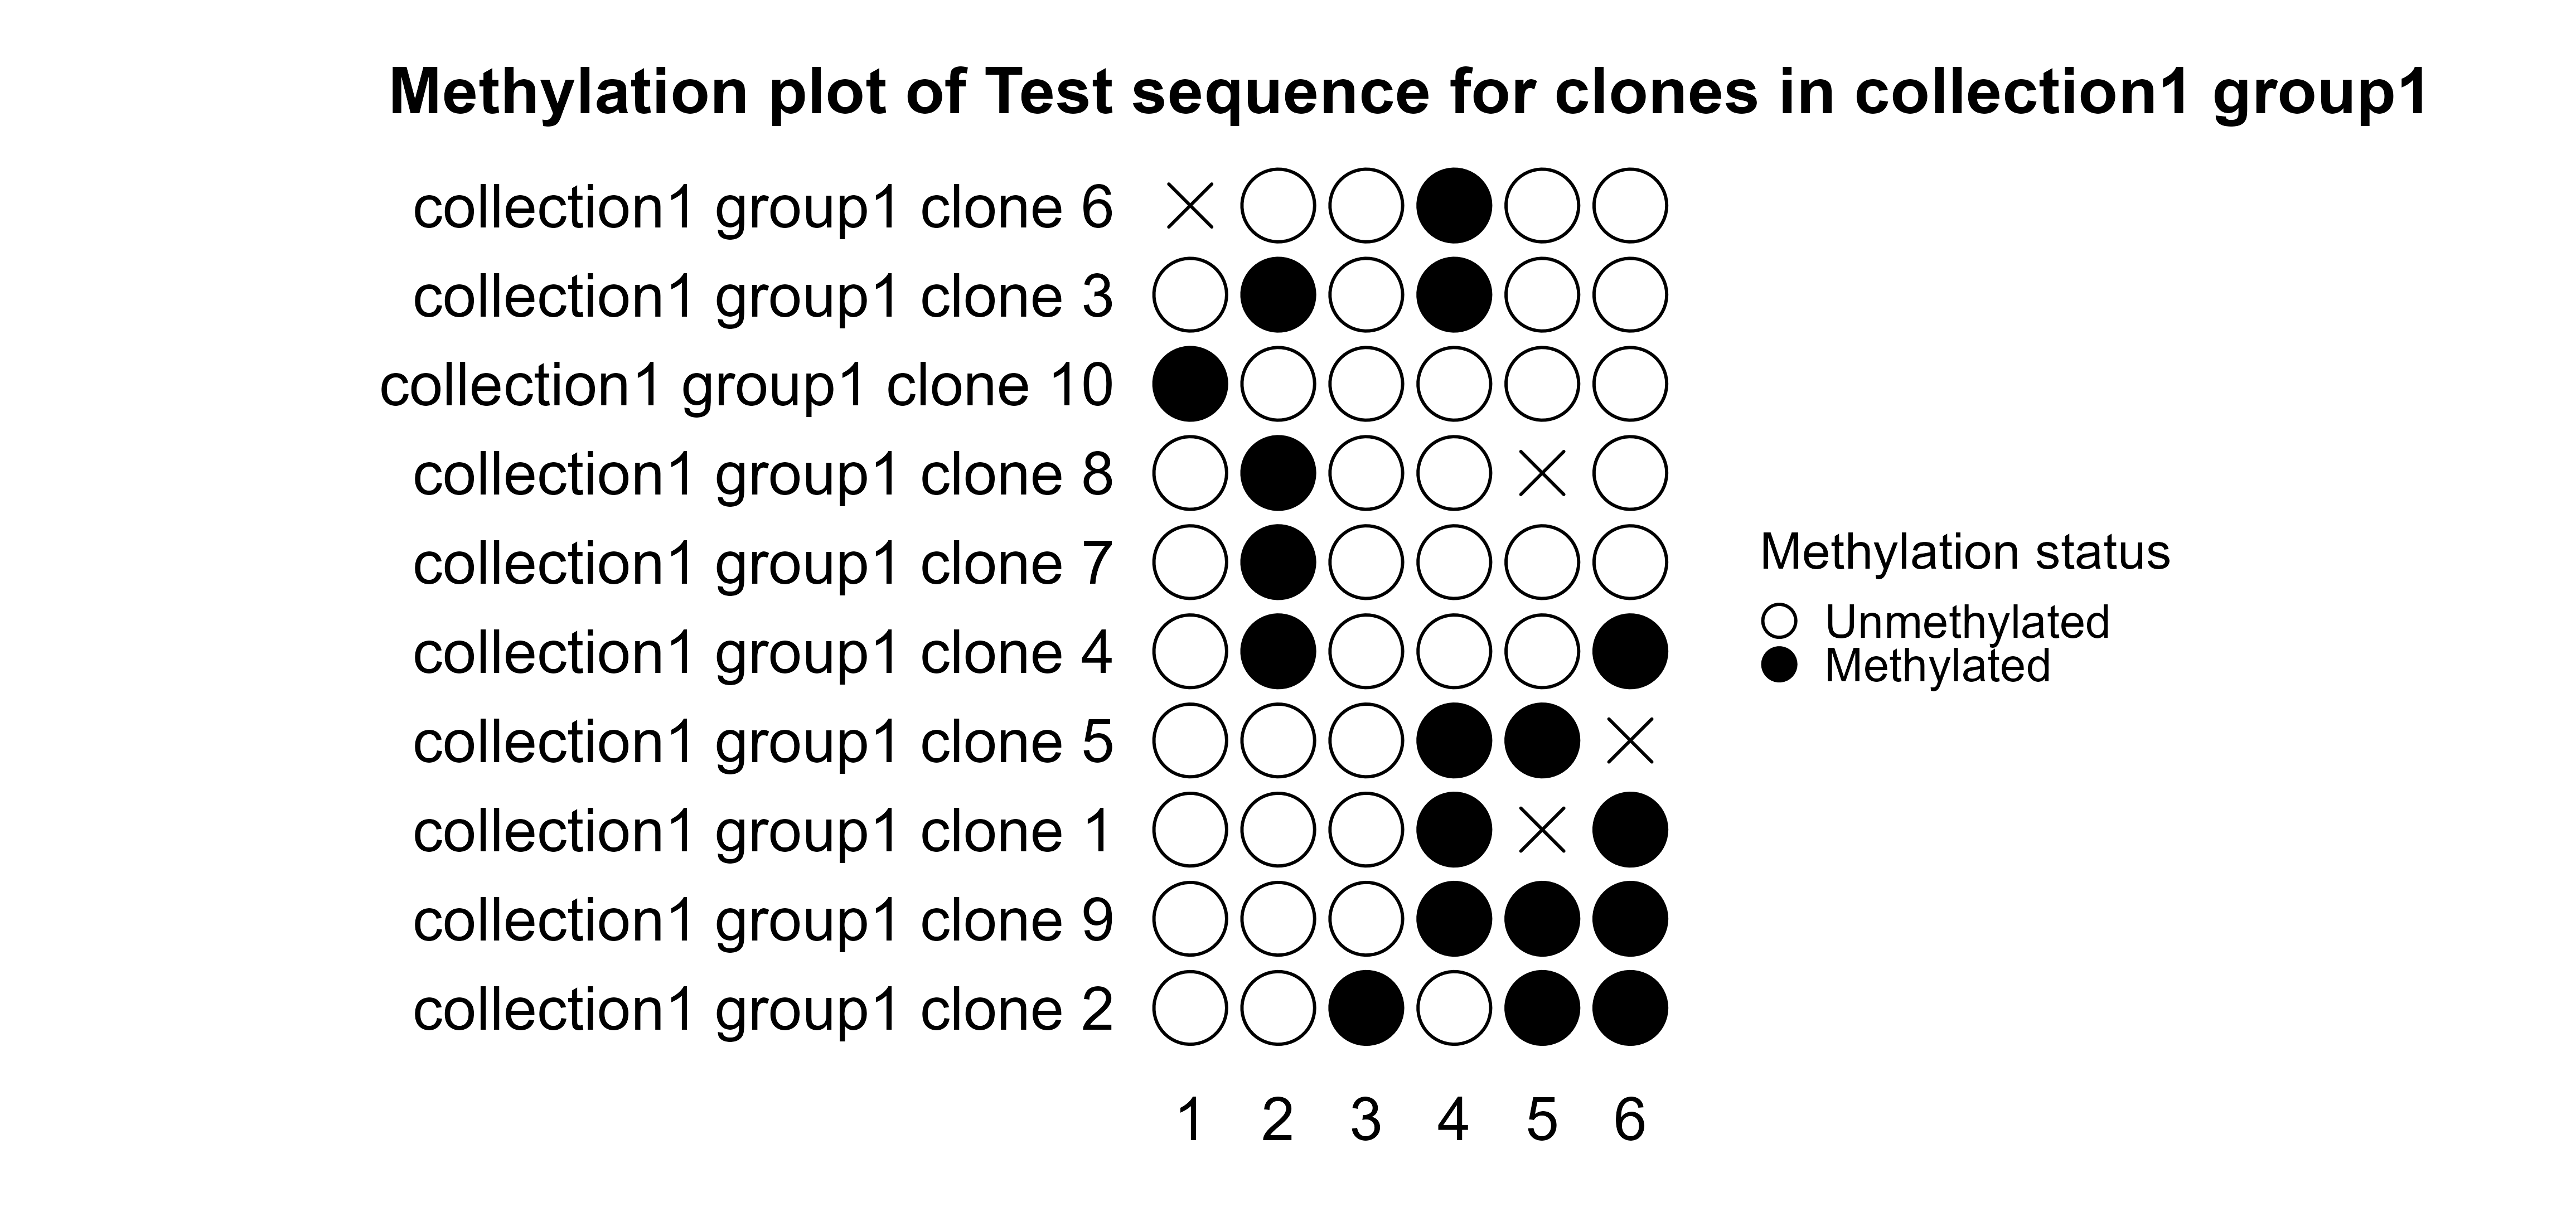 Methylation plot of Test sequence for clones in collection1 group1
collection1 group1 clone 6
collection1 group1 clone 3
collection1 group1 clone 10
collection1 group1 clone 8
collection1 group1 clone 7
collection1 group1 clone 4
collection1 group1 clone 5
collection1 group1 clone 1
collection1 group1 clone 9
collection1 group1 clone 2
1 2 3 4 5 6
Methylation status
Unmethylated
Methylated